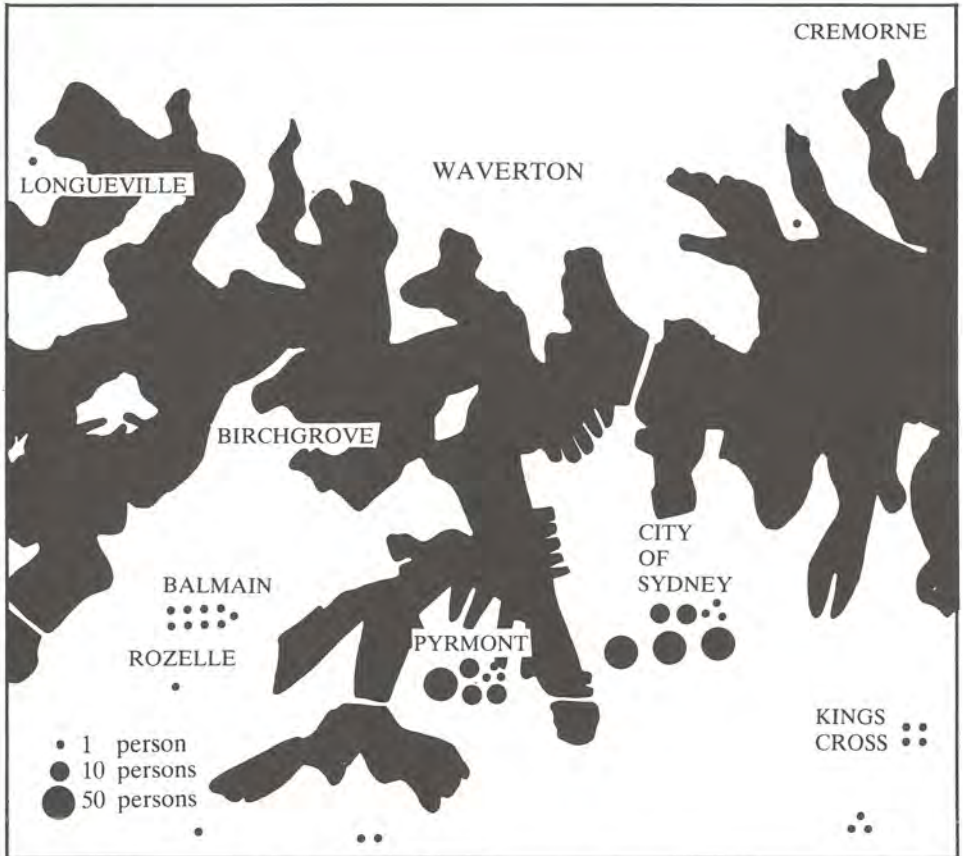 CREMORNE
WAVERTON
LONGUEVILLE
BIRCHGROVE
CITY
OF
SYDNEY
BALMAIN
PYRMONT
ROZELLE
KINGS
CROSS
1 person
10 persons
50 persons